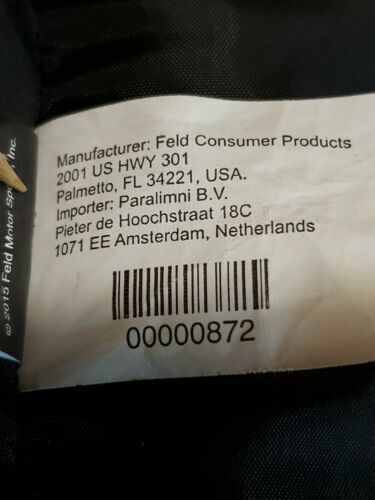 Manufacturer: Feld Consumer Products
2001 US HWY 301
Palmetto, FL 34221, USA.
Importer: Paralimni B.V.
Pieter de Hoochstraat 18C
1071 EE Amsterdam, Netherlands
00000872
© 2015 Feld Motor Inc.